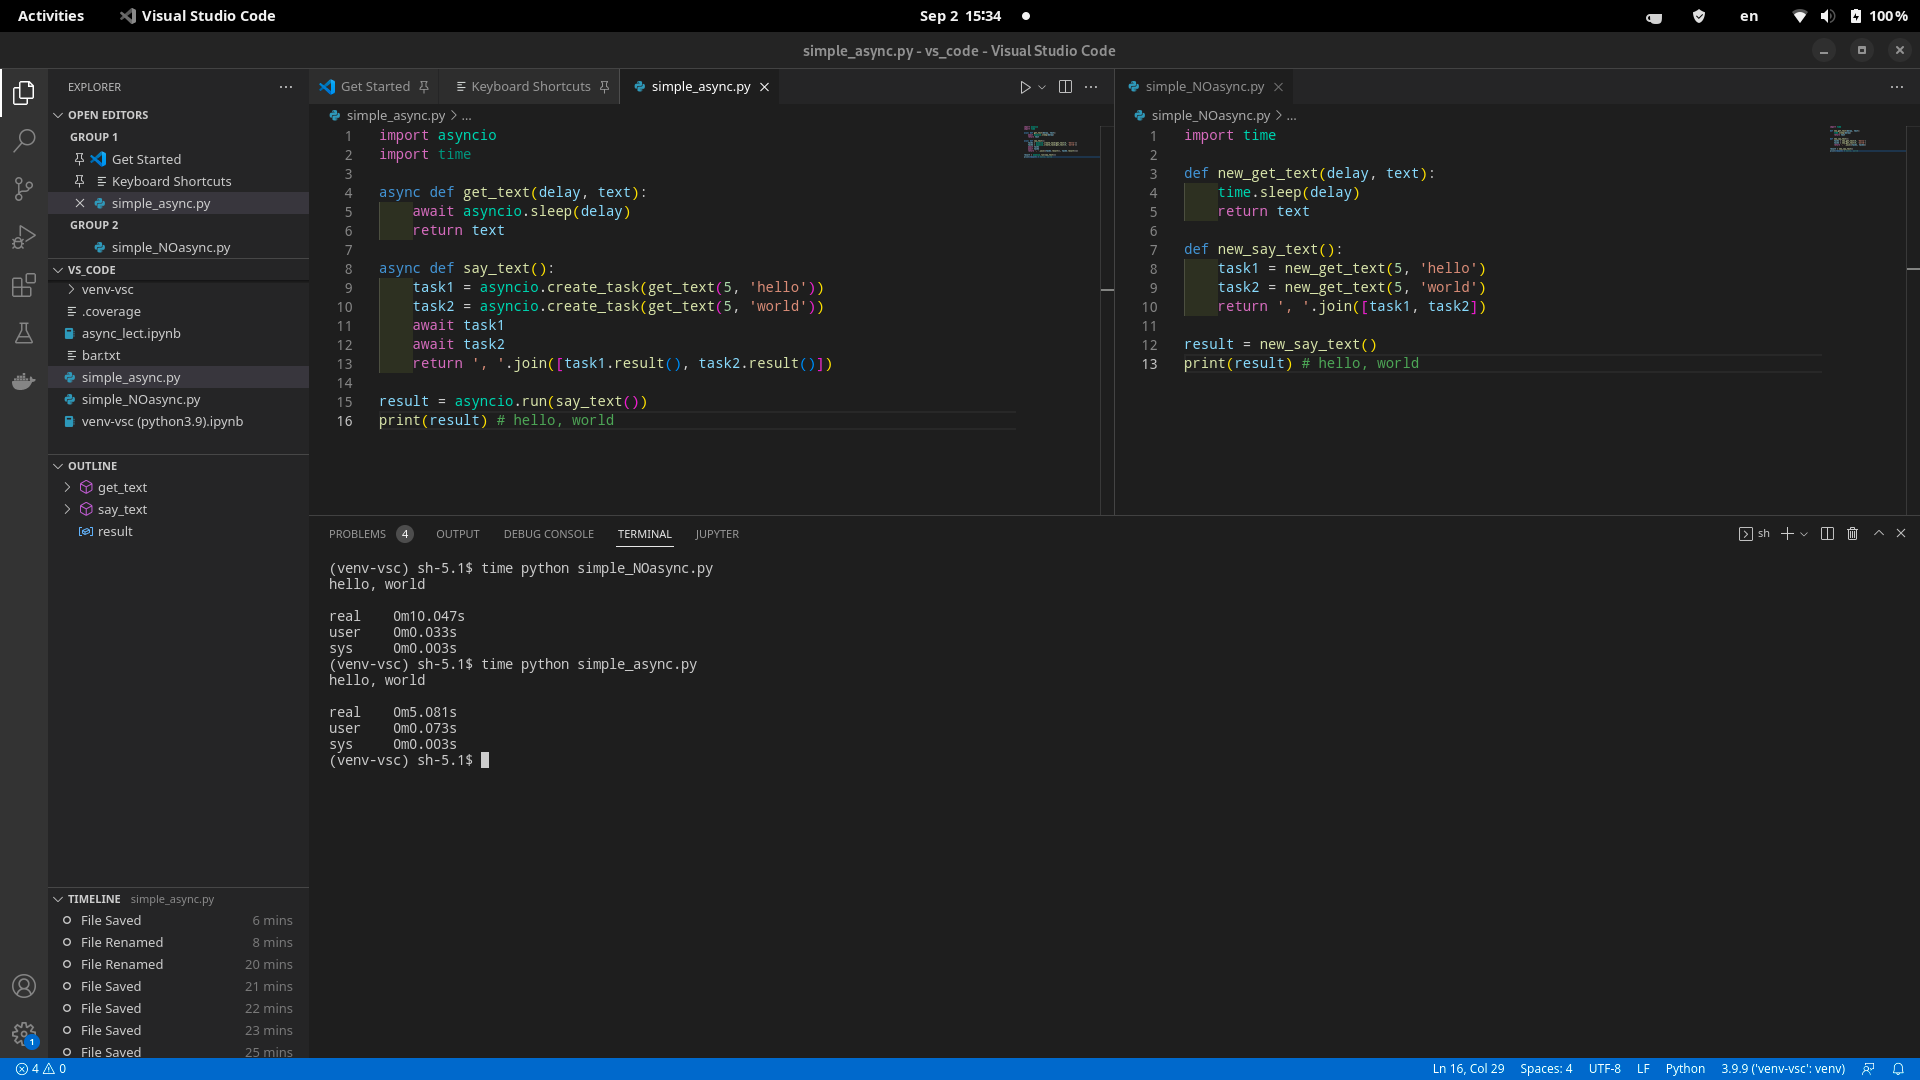 Activities
Visual Studio Code
Sep 2 15:34
en
100%
simple_async.py - vs_code - Visual Studio Code
EXPLORER
OPEN EDITORS
GROUP 1
Get Started
Keyboard Shortcuts
simple_async.py
GROUP 2
simple_NOasync.py
VS_CODE
venv-vsc
.coverage
async_lect.ipynb
bar.txt
simple_async.py
simple_NOasync.py
venv-vsc (python3.9).ipynb
OUTLINE
get_text
say_text
result
TIMELINE simple_async.py
File Saved 6 mins
File Renamed 8 mins
File Renamed 20 mins
File Saved 21 mins
File Saved 22 mins
File Saved 23 mins
File Saved 25 mins
1
Get Started
Keyboard Shortcuts
simple_async.py
simple_async.py > ...
1 import asyncio
2 import time
3
4 async def get_text(delay, text):
5 await asyncio.sleep(delay)
6 return text
7
8 async def say_text():
9 task1 = asyncio.create_task(get_text(5, 'hello'))
10 task2 = asyncio.create_task(get_text(5, 'world'))
11 await task1
12 await task2
13 return ', '.join([task1.result(), task2.result()])
14
15 result = asyncio.run(say_text())
16 print(result) # hello, world
simple_NOasync.py
simple_NOasync.py > ...
1 import time
2
3 def new_get_text(delay, text):
4 time.sleep(delay)
5 return text
6
7 def new_say_text():
8 task1 = new_get_text(5, 'hello')
9 task2 = new_get_text(5, 'world')
10 return ', '.join([task1, task2])
11
12 result = new_say_text()
13 print(result) # hello, world
PROBLEMS 4 OUTPUT DEBUG CONSOLE TERMINAL JUPYTER
sh
(venv-vsc) sh-5.1$ time python simple_NOasync.py
hello, world
real 0m10.047s
user 0m0.033s
sys 0m0.003s
(venv-vsc) sh-5.1$ time python simple_async.py
hello, world
real 0m5.081s
user 0m0.073s
sys 0m0.003s
(venv-vsc) sh-5.1$
4 0
Ln 16, Col 29 Spaces: 4 UTF-8 LF Python 3.9.9 ('venv-vsc': venv)